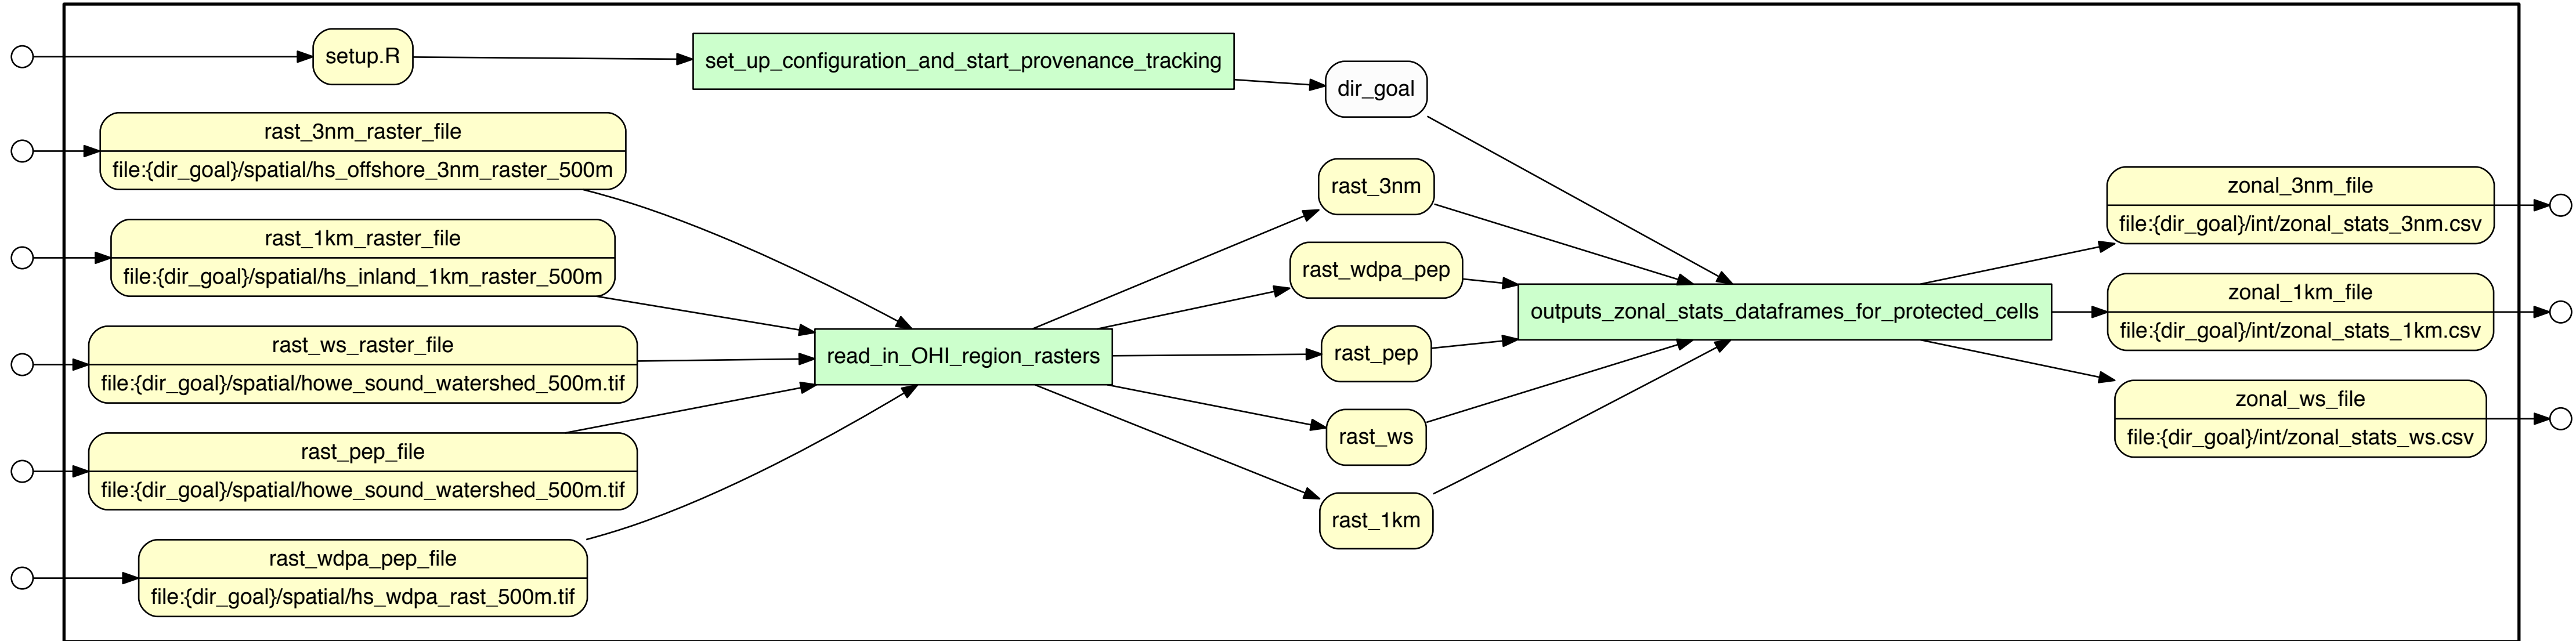 setup.R
set_up_configuration_and_start_provenance_tracking
dir_goal
rast_3nm_raster_file
file:{dir_goal}/spatial/hs_offshore_3nm_raster_500m
rast_1km_raster_file
file:{dir_goal}/spatial/hs_inland_1km_raster_500m
rast_ws_raster_file
file:{dir_goal}/spatial/howe_sound_watershed_500m.tif
rast_pep_file
file:{dir_goal}/spatial/howe_sound_watershed_500m.tif
rast_wdpa_pep_file
file:{dir_goal}/spatial/hs_wdpa_rast_500m.tif
read_in_OHI_region_rasters
rast_3nm
rast_wdpa_pep
rast_pep
rast_ws
rast_1km
outputs_zonal_stats_dataframes_for_protected_cells
zonal_3nm_file
file:{dir_goal}/int/zonal_stats_3nm.csv
zonal_1km_file
file:{dir_goal}/int/zonal_stats_1km.csv
zonal_ws_file
file:{dir_goal}/int/zonal_stats_ws.csv